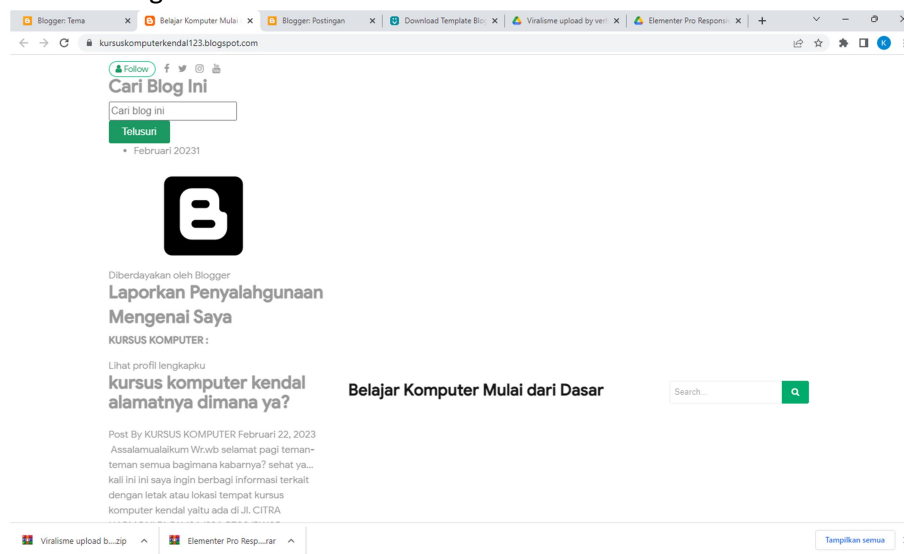 Blogger: Tema
Belajar Komputer Mulai
Blogger: Postingan
Download Template Blog
Viralisme upload by vert
Elementer Pro Respons
kursuskomputerkendal123.blogspot.com
K
Follow
Cari Blog Ini
Cari blog ini
Telusuri
Februari 20231
Diberdayakan oleh Blogger
Laporkan Penyalahgunaan
Mengenai Saya
KURSUS KOMPUTER :
Lihat profil lengkapku
kursus komputer kendal
alamatnya dimana ya?
Belajar Komputer Mulai dari Dasar
Search...
Post By KURSUS KOMPUTER Februari 22, 2023
Assalamualaikum Wr.wb selamat pagi teman-
teman semua bagimana kabarnya? sehat ya...
kali ini ini saya ingin berbagi informasi terkait
dengan letak atau lokasi tempat kursus
komputer kendal yaitu ada di Jl. CITRA
Viralisme upload b....zip
Elementer Pro Resp....rar
Tampilkan semua